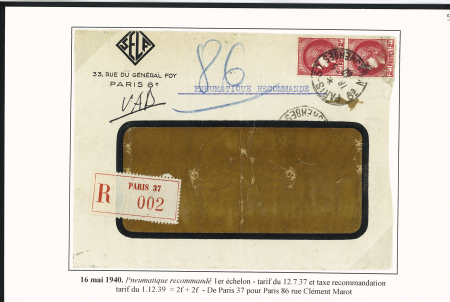 SELA
33, RUE DU GÉNÉRAL FOY
PARIS 8e
VAD
86
PNEUMATIQUE RECOMMANDE
R PARIS 37
002
16 mai 1940. Pneumatique recommandé 1er échelon - tarif du 12.7.37 et taxe recommandation
tarif du 1.12.39 = 2f + 2f - De Paris 37 pour Paris 86 rue Clément Marot